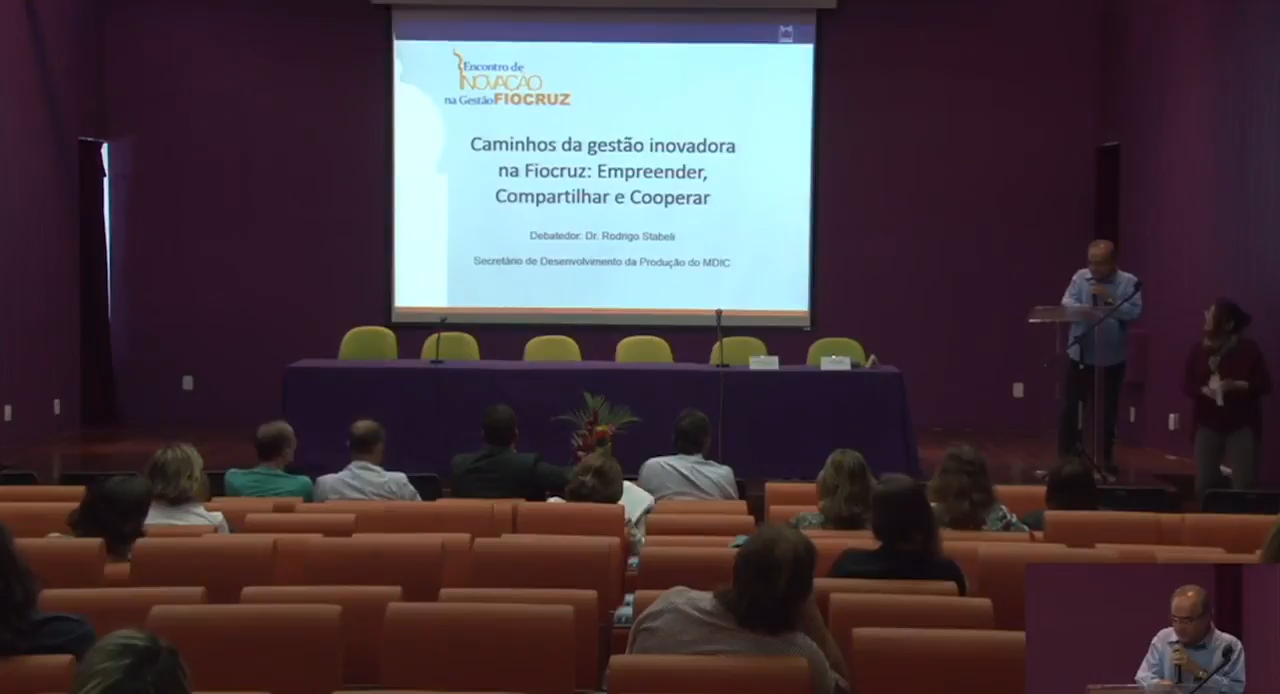 Encontro de
INOVAÇÃO
na Gestão FIOCRUZ
Caminhos da gestão inovadora
na Fiocruz: Empreender,
Compartilhar e Cooperar
Debatedor: Dr. Rodrigo Stabeli
Secretário de Desenvolvimento da Produção do MDIC